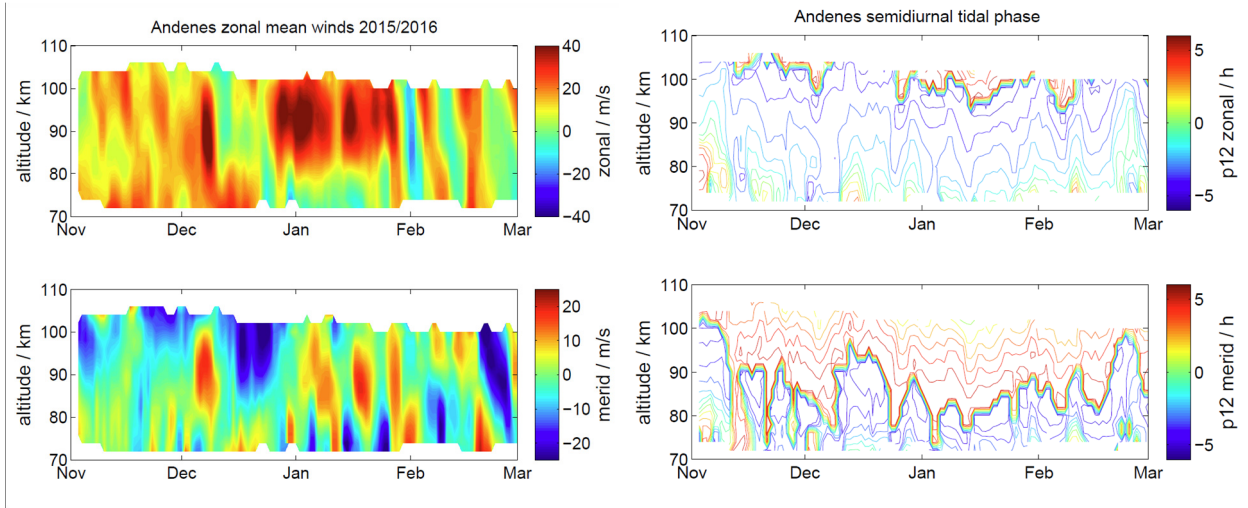 Andenes zonal mean winds 2015/2016
110
100
90
80
70
altitude / km
Nov Dec Jan Feb Mar
40
20
0
−20
−40
zonal / m/s
Andenes semidiurnal tidal phase
110
100
90
80
70
altitude / km
Nov Dec Jan Feb Mar
5
0
−5
p12 zonal / h
110
100
90
80
70
altitude / km
Nov Dec Jan Feb Mar
20
10
0
−10
−20
merid / m/s
110
100
90
80
70
altitude / km
Nov Dec Jan Feb Mar
5
0
−5
p12 merid / h